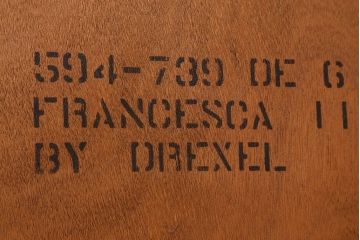 594-739 DE 6
FRANCESCA II
BY DREXEL